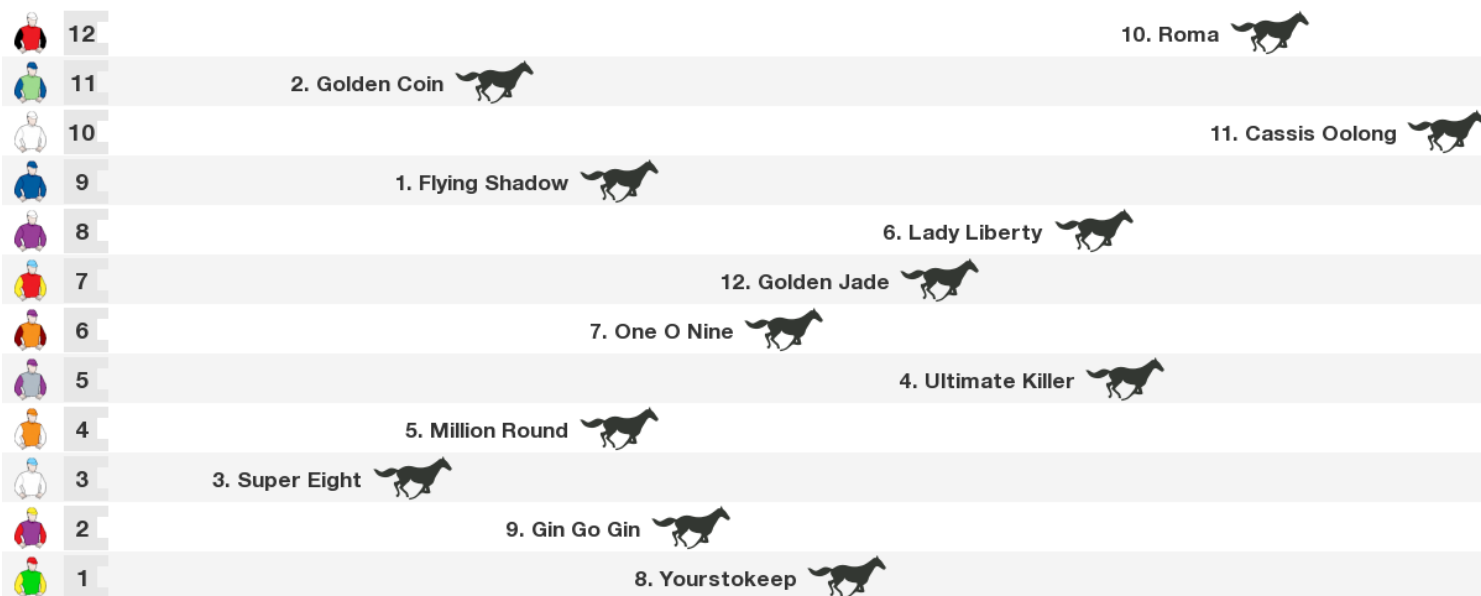 12 10. Roma
11 2. Golden Coin
10 11. Cassis Oolong
9 1. Flying Shadow
8 6. Lady Liberty
7 12. Golden Jade
6 7. One O Nine
5 4. Ultimate Killer
4 5. Million Round
3 3. Super Eight
2 9. Gin Go Gin
1 8. Yourstokeep